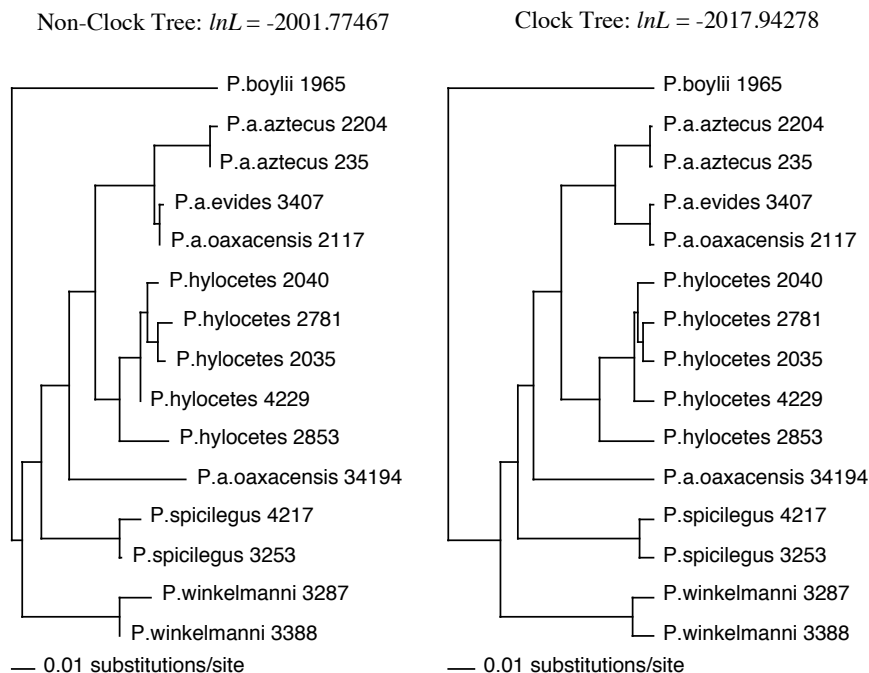 Non-Clock Tree: lnL = -2001.77467
Clock Tree: lnL = -2017.94278
P.boylii 1965
P.a.aztecus 2204
P.a.aztecus 235
P.a.evides 3407
P.a.oaxacensis 2117
P.hylocetes 2040
P.hylocetes 2781
P.hylocetes 2035
P.hylocetes 4229
P.hylocetes 2853
P.a.oaxacensis 34194
P.spicilegus 4217
P.spicilegus 3253
P.winkelmanni 3287
P.winkelmanni 3388
0.01 substitutions/site
P.boylii 1965
P.a.aztecus 2204
P.a.aztecus 235
P.a.evides 3407
P.a.oaxacensis 2117
P.hylocetes 2040
P.hylocetes 2781
P.hylocetes 2035
P.hylocetes 4229
P.hylocetes 2853
P.a.oaxacensis 34194
P.spicilegus 4217
P.spicilegus 3253
P.winkelmanni 3287
P.winkelmanni 3388
0.01 substitutions/site